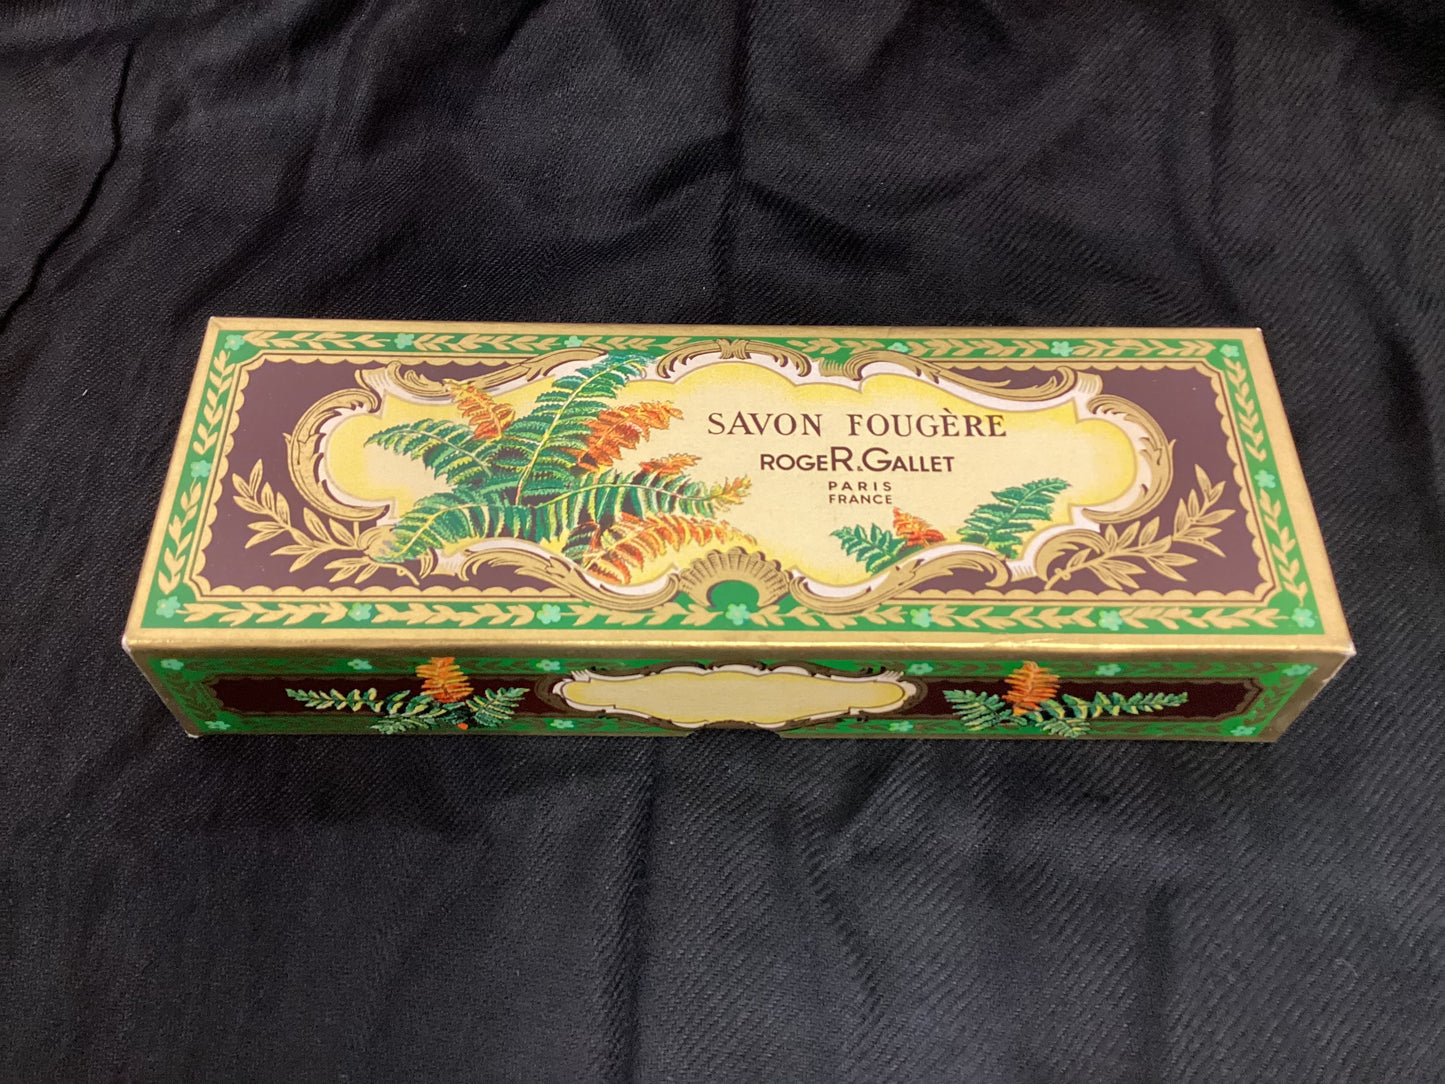 SAVON FOUGÈRE
ROGER & GALLET
PARIS
FRANCE